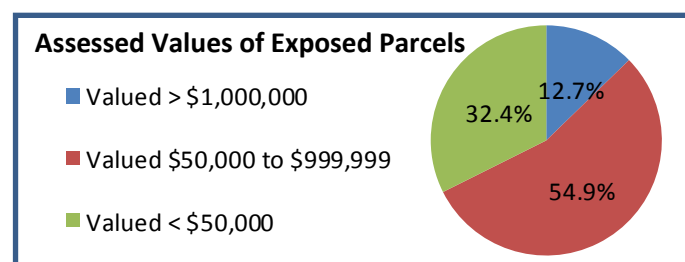 Assessed Values of Exposed Parcels
Valued > $1,000,000
Valued $50,000 to $999,999
Valued < $50,000
12.7%
32.4%
54.9%